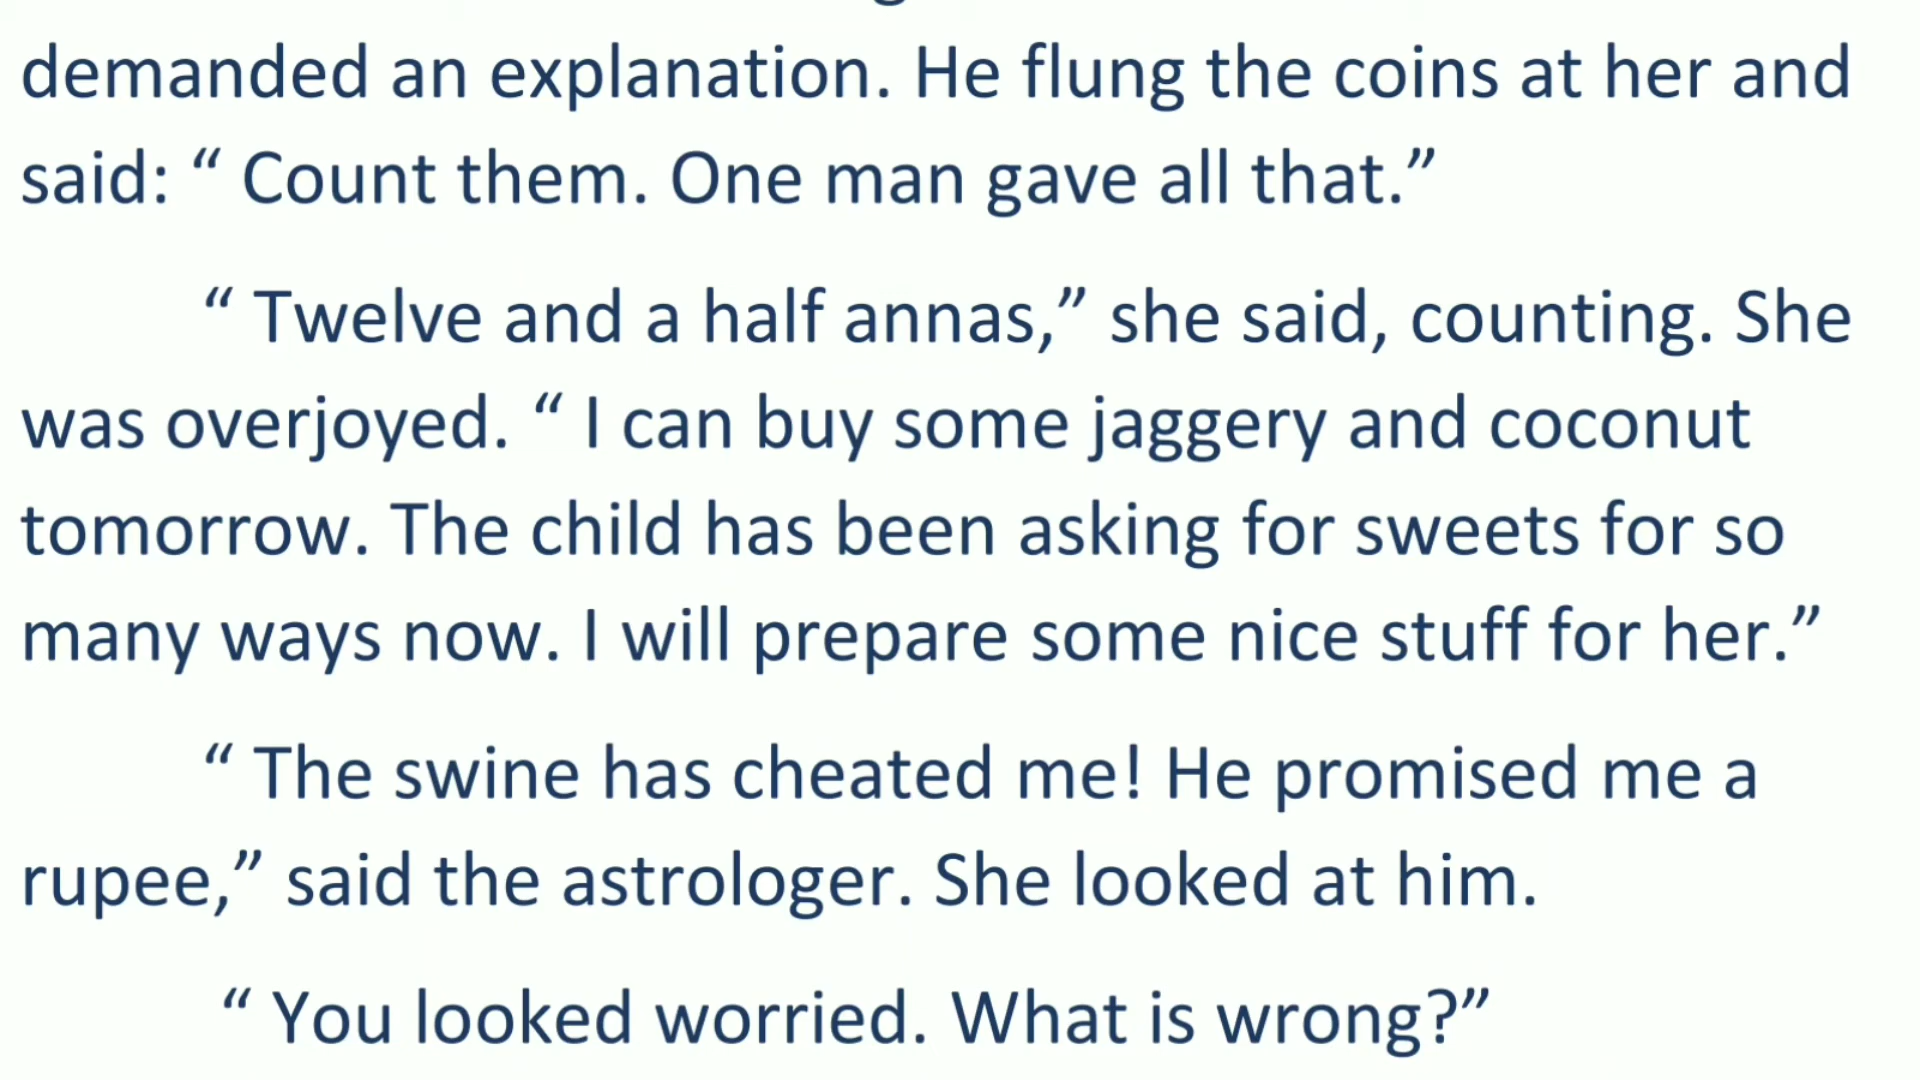 demanded an explanation. He flung the coins at her and
said: “ Count them. One man gave all that.”
“ Twelve and a half annas,” she said, counting. She
was overjoyed. “ I can buy some jaggery and coconut
tomorrow. The child has been asking for sweets for so
many ways now. I will prepare some nice stuff for her.”
“ The swine has cheated me! He promised me a
rupee,” said the astrologer. She looked at him.
“ You looked worried. What is wrong?”